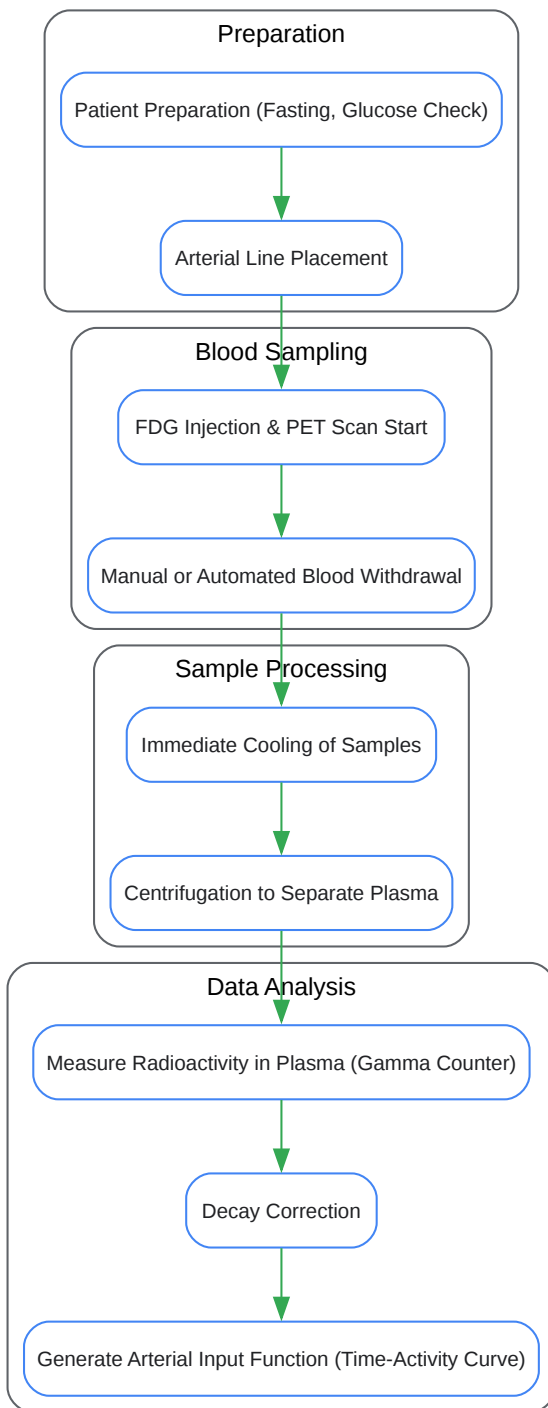 Preparation
Patient Preparation (Fasting, Glucose Check)
Arterial Line Placement
Blood Sampling
FDG Injection & PET Scan Start
Manual or Automated Blood Withdrawal
Sample Processing
Immediate Cooling of Samples
Centrifugation to Separate Plasma
Data Analysis
Measure Radioactivity in Plasma (Gamma Counter)
Decay Correction
Generate Arterial Input Function (Time-Activity Curve)